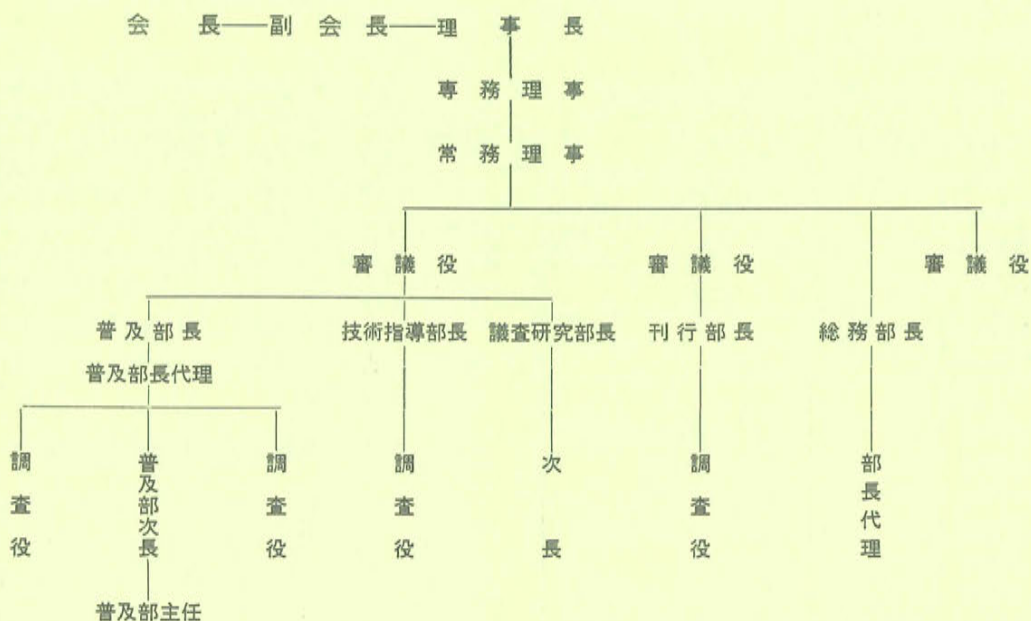 会長 副会長 理事長
専務理事
常務理事
審議役 審議役 審議役
普及部長 技術指導部長 議査研究部長 刊行部長 総務部長
普及部長代理
調査役 普及部次長 調査役 調査役 次長 調査役 部長代理
普及部主任